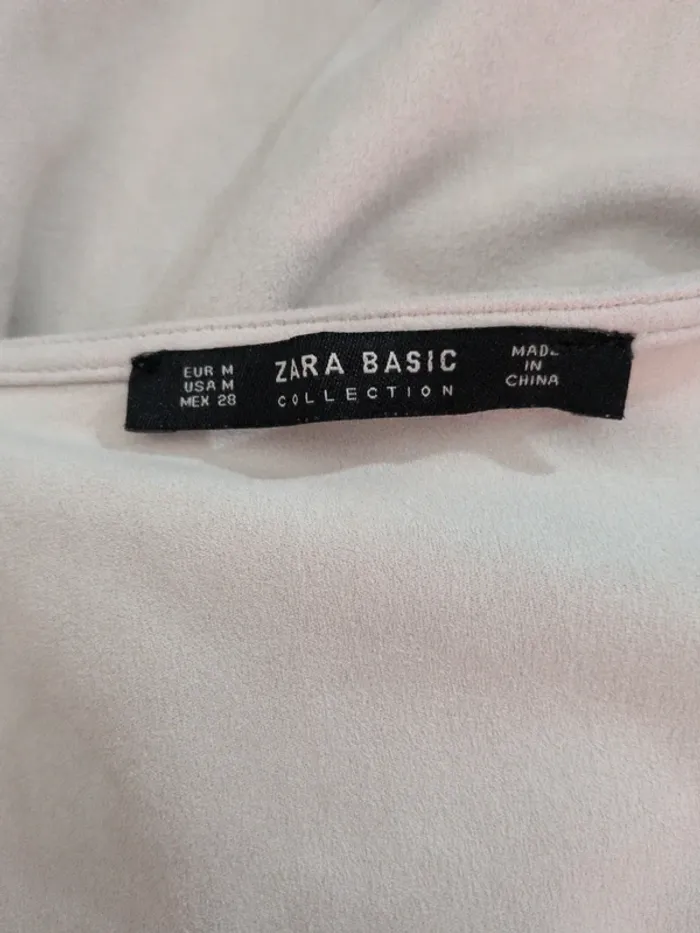 EUR M
USA M
MEX 28
ZARA BASIC
COLLECTION
MADE
IN
CHINA